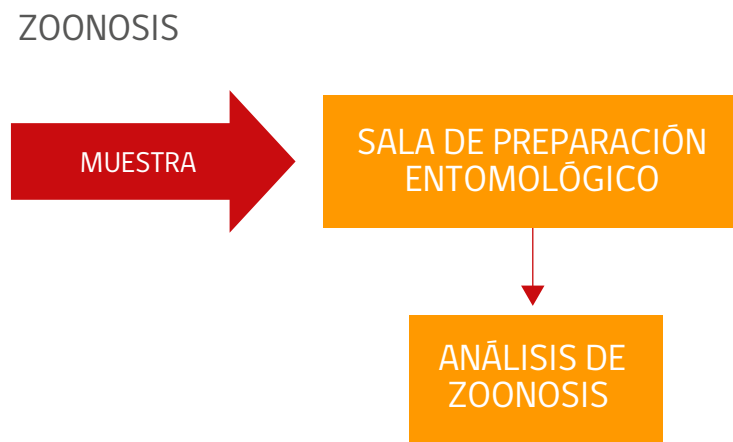 ZOONOSIS
MUESTRA
SALA DE PREPARACIÓN
ENTOMOLÓGICO
ANÁLISIS DE
ZOONOSIS